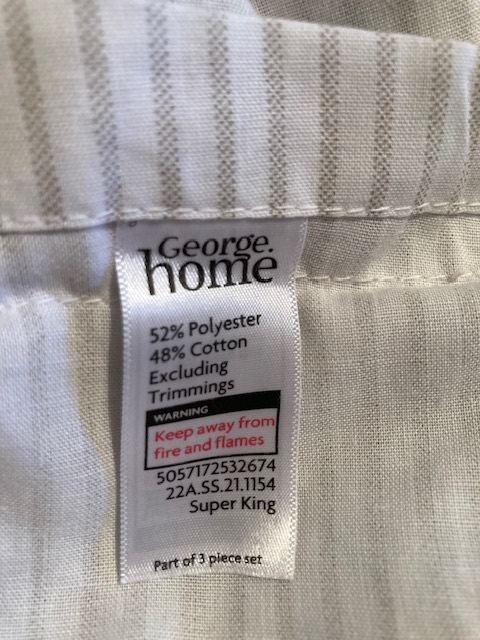 George.
home
52% Polyester
48% Cotton
Excluding
Trimmings
WARNING
Keep away from
fire and flames
5057172532674
22A.SS.21.1154
Super King
Part of 3 piece set